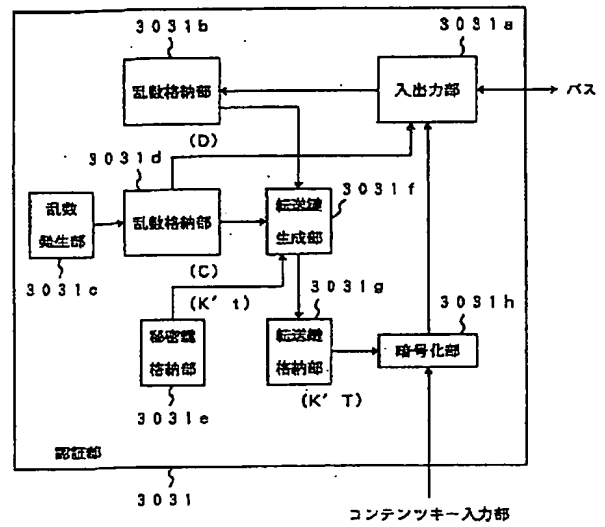 3031b
3031a
乱数格納部
入出力部
バス
(D)
3031d
3031f
乱数
発生部
乱数格納部
転送鍵
生成部
3031c
(C)
(K't)
3031g
3031h
秘密鍵
格納部
転送鍵
格納部
暗号化部
(K'T)
3031e
認証部
3031
コンテンツキー入力部